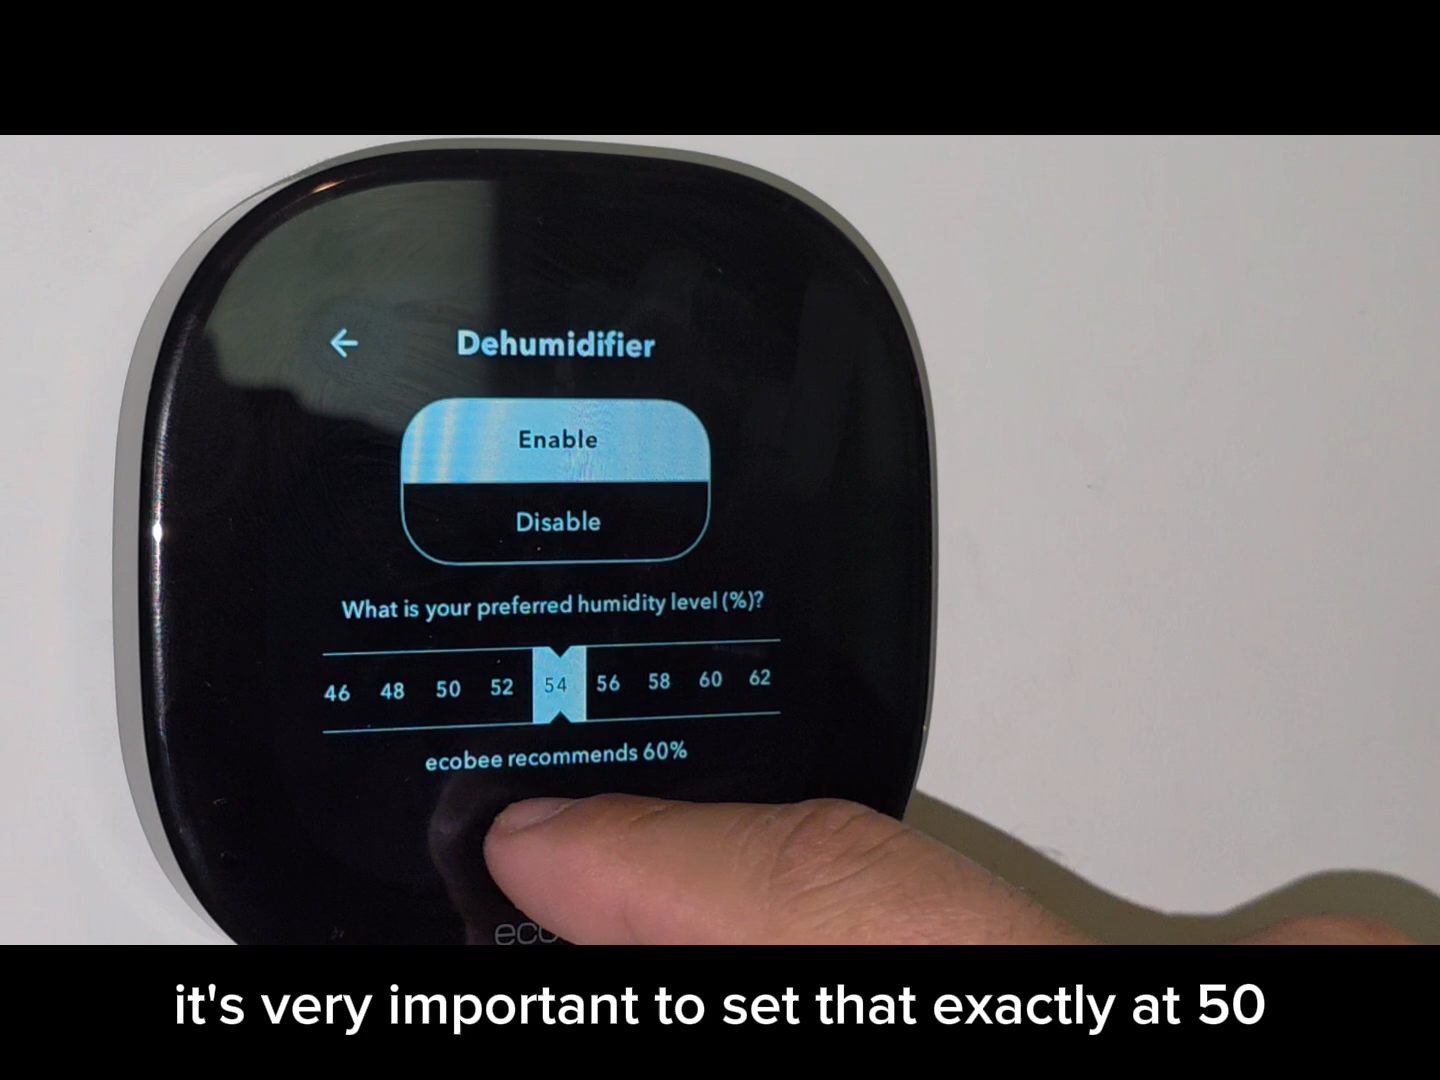 Dehumidifier
Enable
Disable
What is your preferred humidity level (%)?
46 48 50 52 54 56 58 60 62
ecobee recommends 60%
it's very important to set that exactly at 50